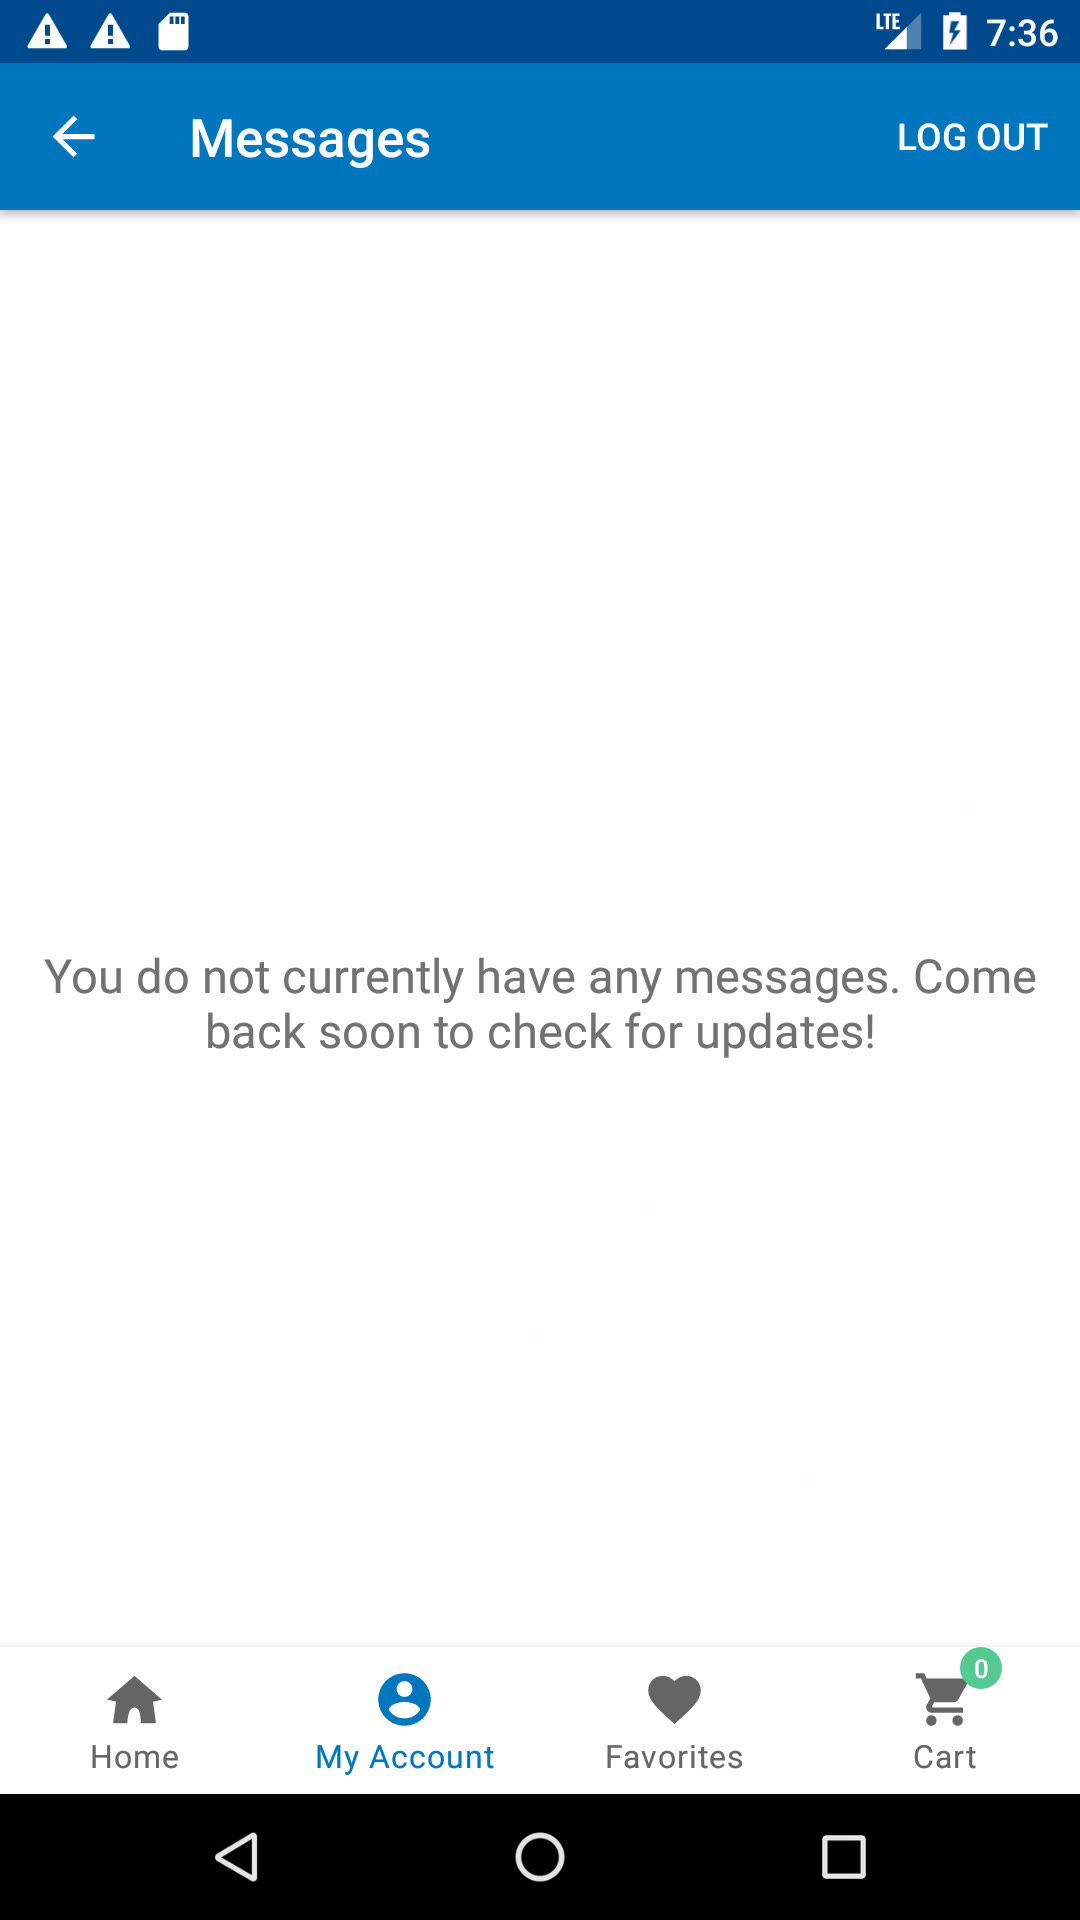 LTE 7:36
Messages LOG OUT
You do not currently have any messages. Come
back soon to check for updates!
0
Home My Account Favorites Cart